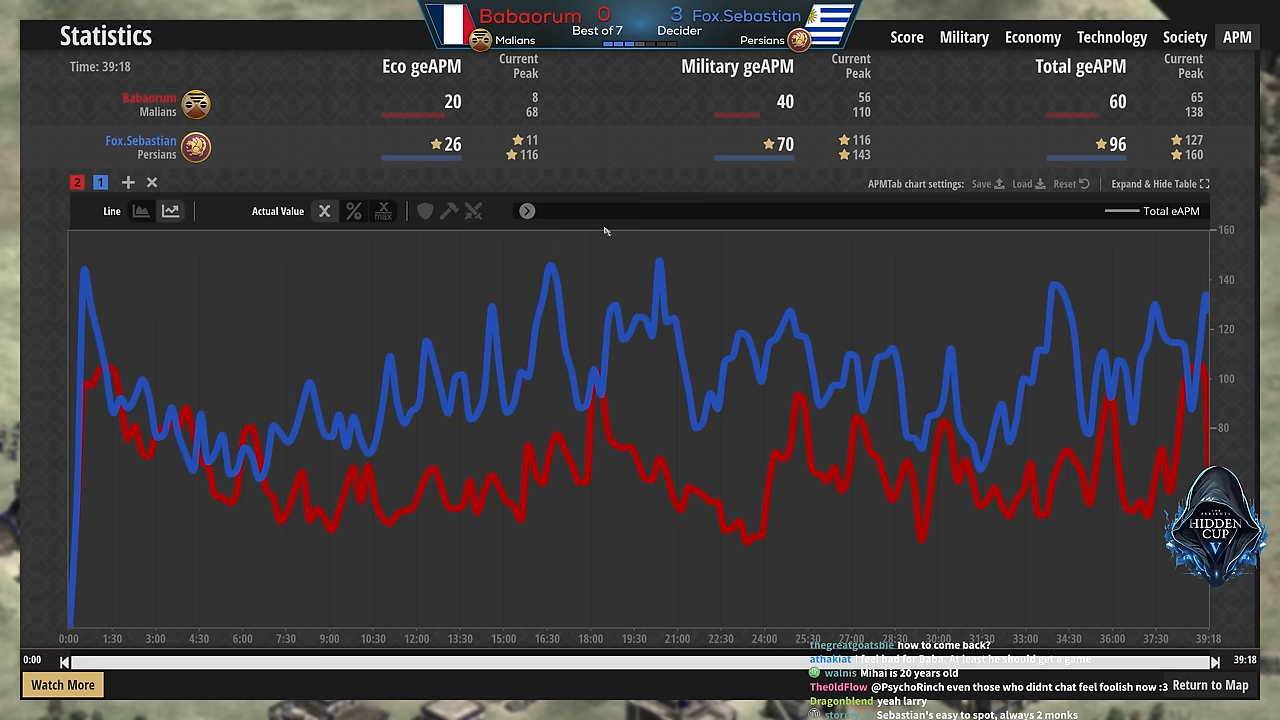 Babaorum 0 3 Fox.Sebastian
Malians Best of 7 Decider Persians
Statistics
Score Military Economy Technology Society APM
Time: 39:18
Eco geAPM Current Peak Military geAPM Current Peak Total geAPM Current Peak
Babaorum Malians 20 8 68 40 56 110 60 65 138
Fox.Sebastian Persians 26 11 116 70 116 143 96 127 160
2 1 APMTab chart settings: Save Load Reset Expand & Hide Table
Line Actual Value X % X max Total eAPM
160
140
120
100
80
HIDDEN CUP V
0:00 1:30 3:00 4:30 6:00 7:30 9:00 10:30 12:00 13:30 15:00 16:30 18:00 19:30 21:00 22:30 24:00 25:30 27:00 28:30 30:00 31:30 33:00 34:30 36:00 37:30 39:18
thegreatgoatsbie how to come back?
0:00 39:18
athakiat I feel bad for Baba. At least he should get a game
walnis Mihai is 20 years old
Watch More Return to Map
The0ldFlow @PsychoRinch even those who didnt chat feel foolish now :3
Dragonblend yeah larry
Sebastian's easy to spot, always 2 monks